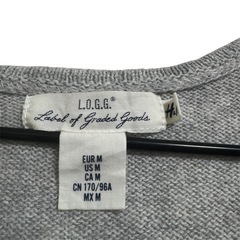 L.O.G.G.®
Label of Graded Goods
EUR M
US M
CA M
CN 170/96A
MX M